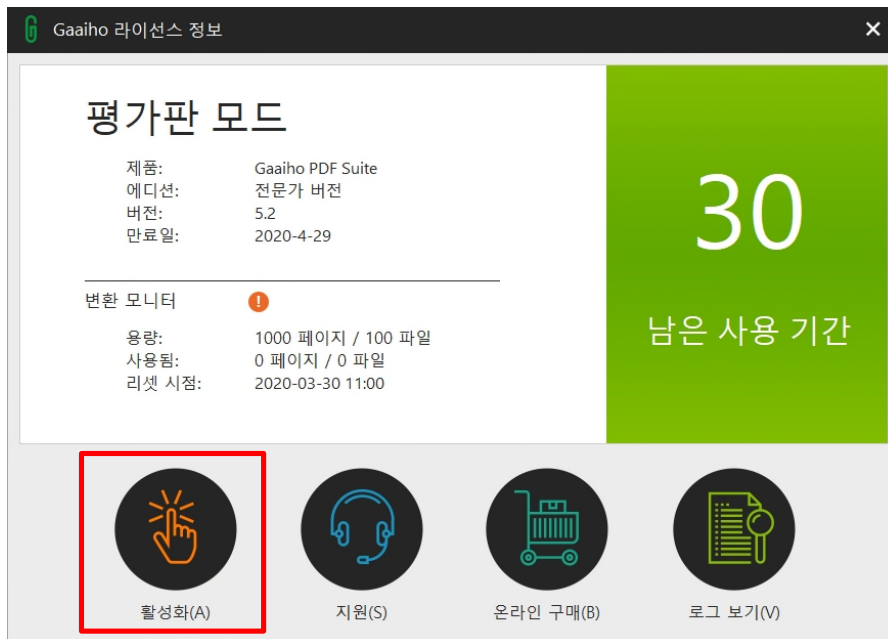 Gaaiho 라이선스 정보
평가판 모드
제품: Gaaiho PDF Suite
에디션: 전문가 버전
버전: 5.2
만료일: 2020-4-29
변환 모니터
용량: 1000 페이지 / 100 파일
사용됨: 0 페이지 / 0 파일
리셋 시점: 2020-03-30 11:00
30
남은 사용 기간
활성화(A)
지원(S)
온라인 구매(B)
로그 보기(V)